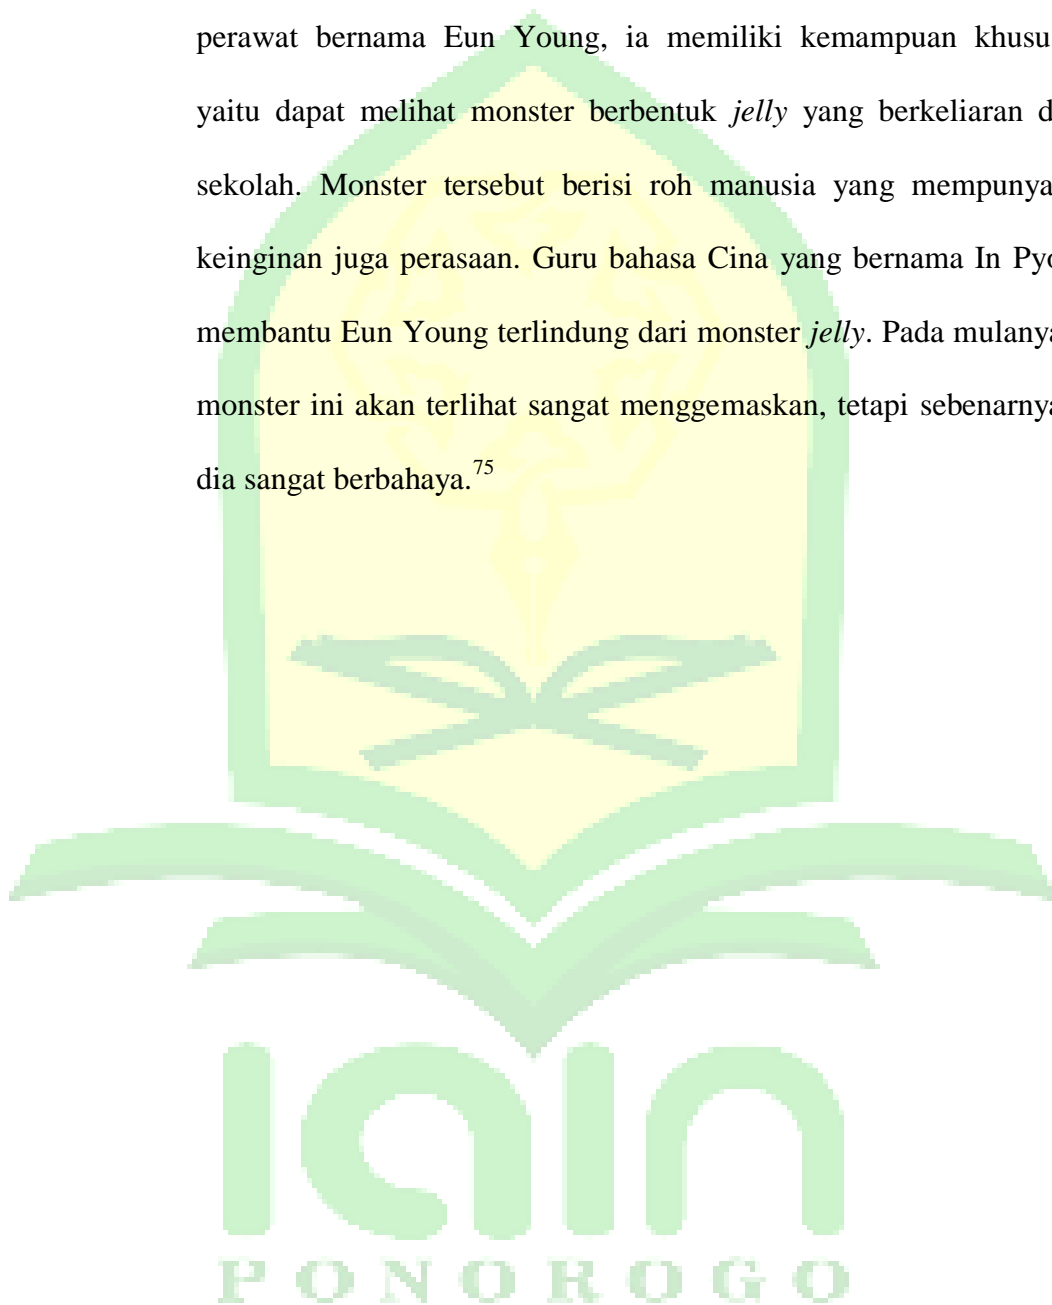 perawat bernama Eun Young, ia memiliki kemampuan khusu
yaitu dapat melihat monster berbentuk jelly yang berkeliaran d
sekolah. Monster tersebut berisi roh manusia yang mempunya
keinginan juga perasaan. Guru bahasa Cina yang bernama In Pyo
membantu Eun Young terlindung dari monster jelly. Pada mulanya
monster ini akan terlihat sangat menggemaskan, tetapi sebenarnya
dia sangat berbahaya.75
iain
PONOROGO